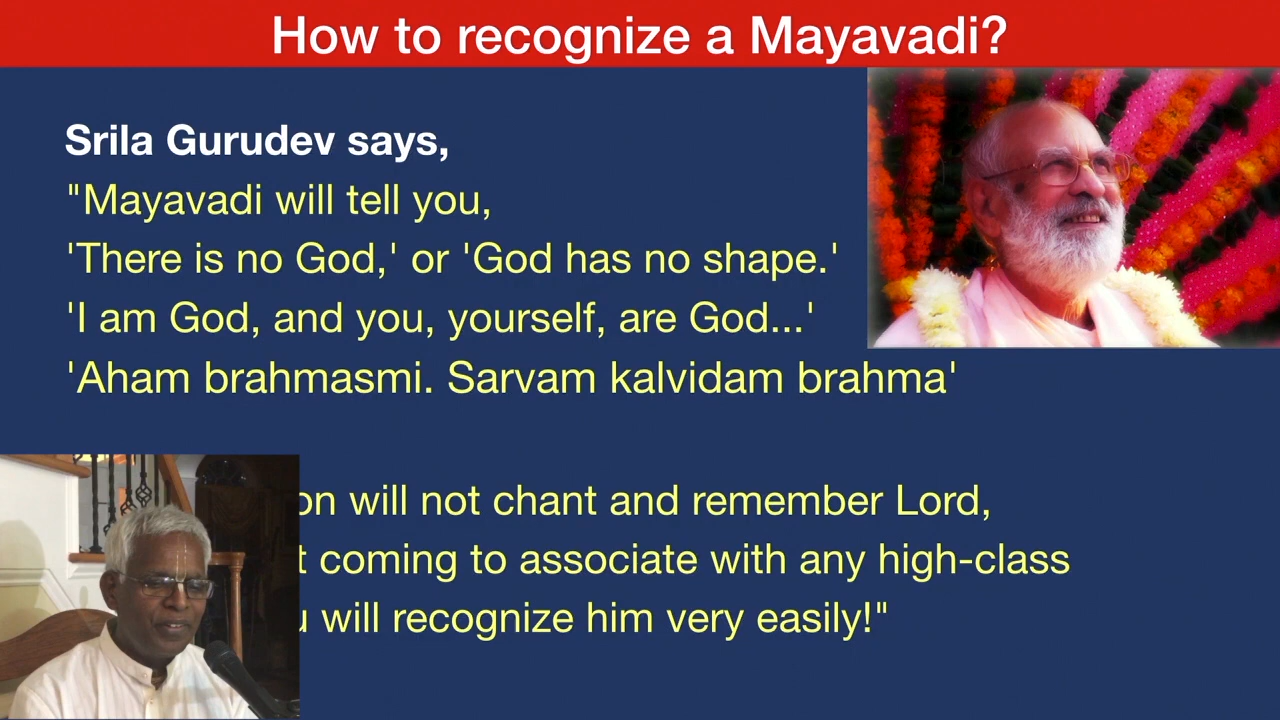 How to recognize a Mayavadi?
Srila Gurudev says,
"Mayavadi will tell you,
'There is no God,' or 'God has no shape.'
'I am God, and you, yourself, are God...'
'Aham brahmasmi. Sarvam kalvidam brahma'
will not chant and remember Lord,
coming to associate with any high-class
will recognize him very easily!"